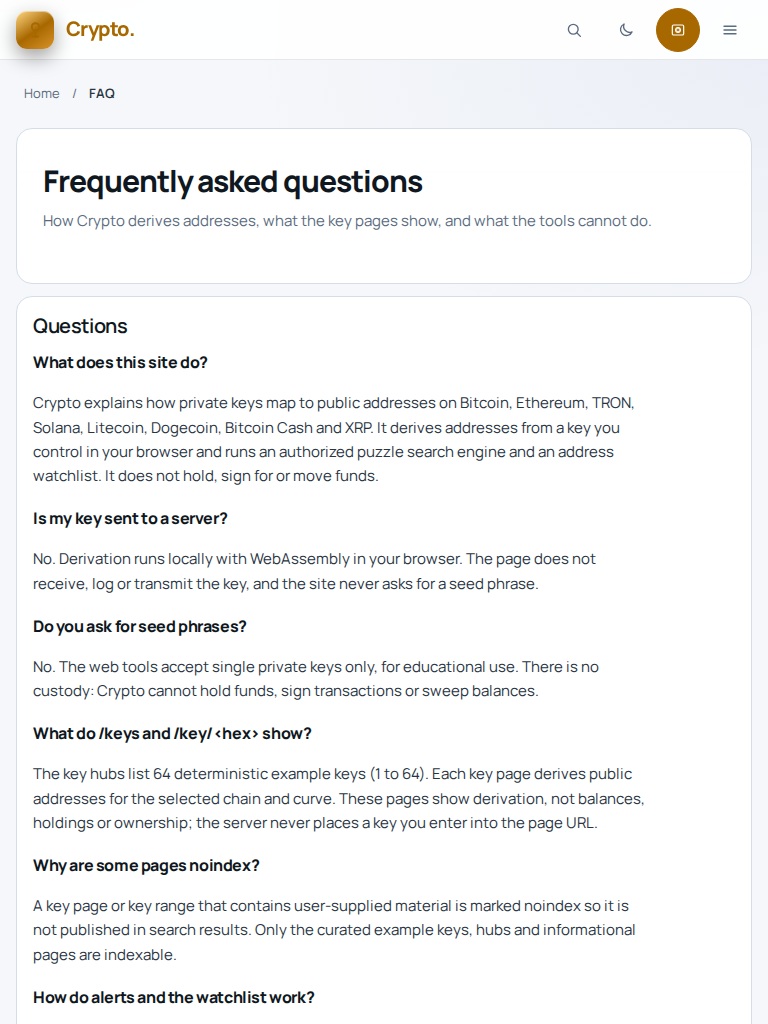 Crypto.
Home / FAQ
Frequently asked questions
How Crypto derives addresses, what the key pages show, and what the tools cannot do.
Questions
What does this site do?
Crypto explains how private keys map to public addresses on Bitcoin, Ethereum, TRON,
Solana, Litecoin, Dogecoin, Bitcoin Cash and XRP. It derives addresses from a key you
control in your browser and runs an authorized puzzle search engine and an address
watchlist. It does not hold, sign for or move funds.
Is my key sent to a server?
No. Derivation runs locally with WebAssembly in your browser. The page does not
receive, log or transmit the key, and the site never asks for a seed phrase.
Do you ask for seed phrases?
No. The web tools accept single private keys only, for educational use. There is no
custody: Crypto cannot hold funds, sign transactions or sweep balances.
What do /keys and /key/<hex> show?
The key hubs list 64 deterministic example keys (1 to 64). Each key page derives public
addresses for the selected chain and curve. These pages show derivation, not balances,
holdings or ownership; the server never places a key you enter into the page URL.
Why are some pages noindex?
A key page or key range that contains user-supplied material is marked noindex so it is
not published in search results. Only the curated example keys, hubs and informational
pages are indexable.
How do alerts and the watchlist work?